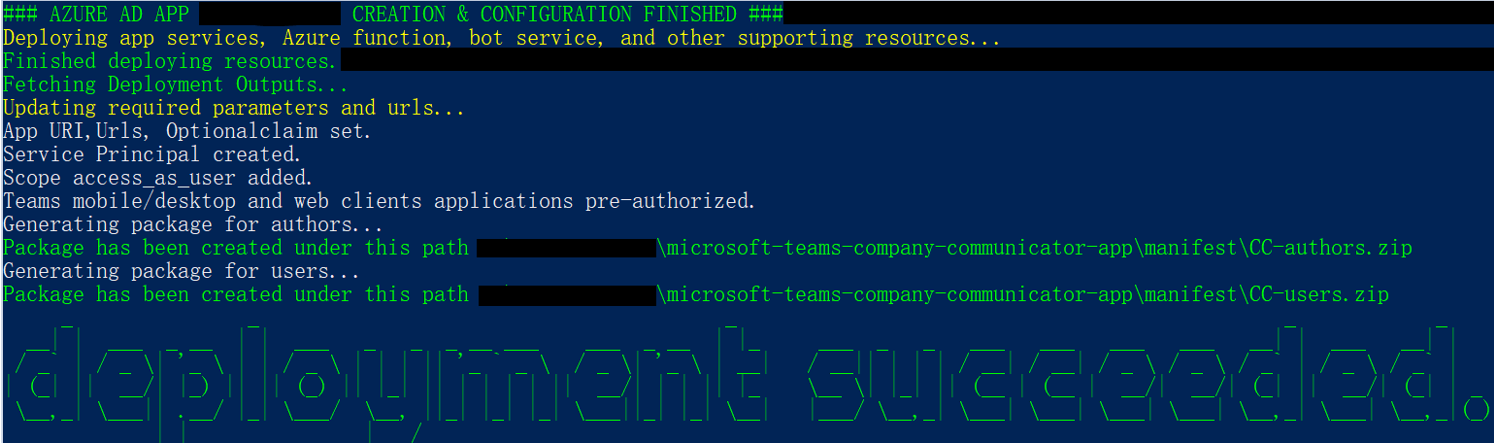 ### AZURE AD APP CREATION & CONFIGURATION FINISHED ###
Deploying app services, Azure function, bot service, and other supporting resources...
Finished deploying resources.
Fetching Deployment Outputs...
Updating required parameters and urls...
App URI,Urls, Optionalclaim set.
Service Principal created.
Scope access_as_user added.
Teams mobile/desktop and web clients applications pre-authorized.
Generating package for authors...
Package has been created under this path \microsoft-teams-company-communicator-app\manifest\CC-authors.zip
Generating package for users...
Package has been created under this path \microsoft-teams-company-communicator-app\manifest\CC-users.zip
deployment succeeded.